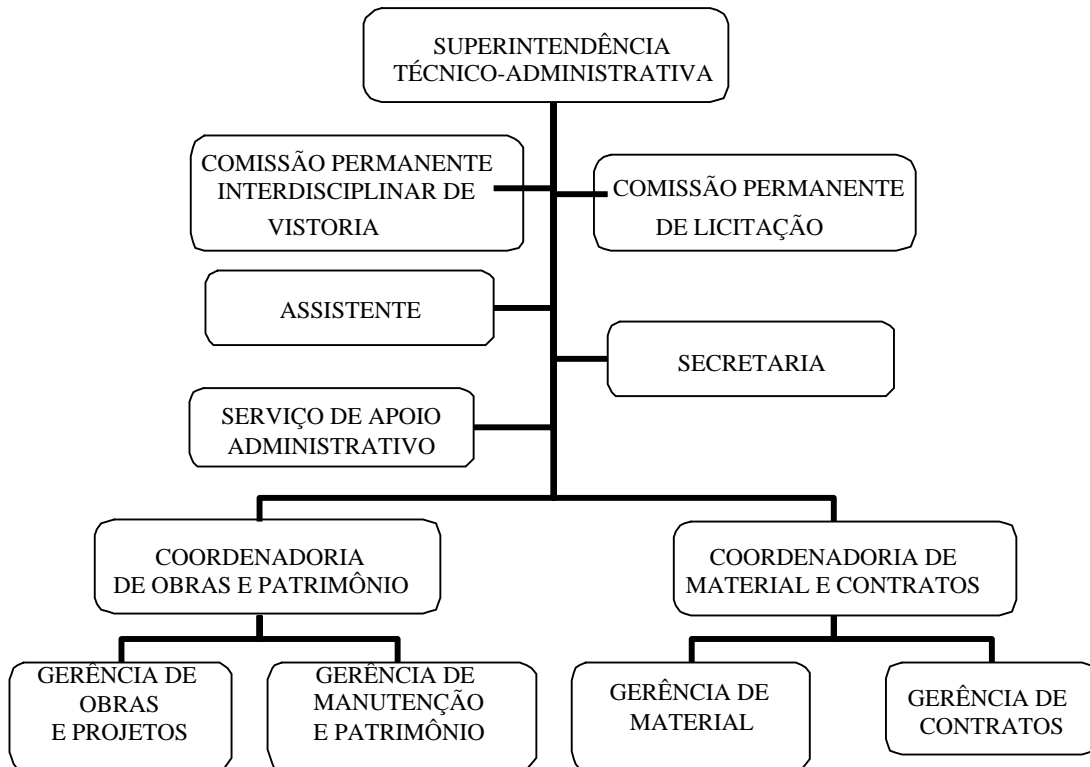 SUPERINTENDÊNCIA
TÉCNICO-ADMINISTRATIVA
COMISSÃO PERMANENTE
INTERDISCIPLINAR DE
VISTORIA
COMISSÃO PERMANENTE
DE LICITAÇÃO
ASSISTENTE
SECRETARIA
SERVIÇO DE APOIO
ADMINISTRATIVO
COORDENADORIA
DE OBRAS E PATRIMÔNIO
COORDENADORIA DE
MATERIAL E CONTRATOS
GERÊNCIA DE
OBRAS
E PROJETOS
GERÊNCIA DE
MANUTENÇÃO
E PATRIMÔNIO
GERÊNCIA DE
MATERIAL
GERÊNCIA DE
CONTRATOS